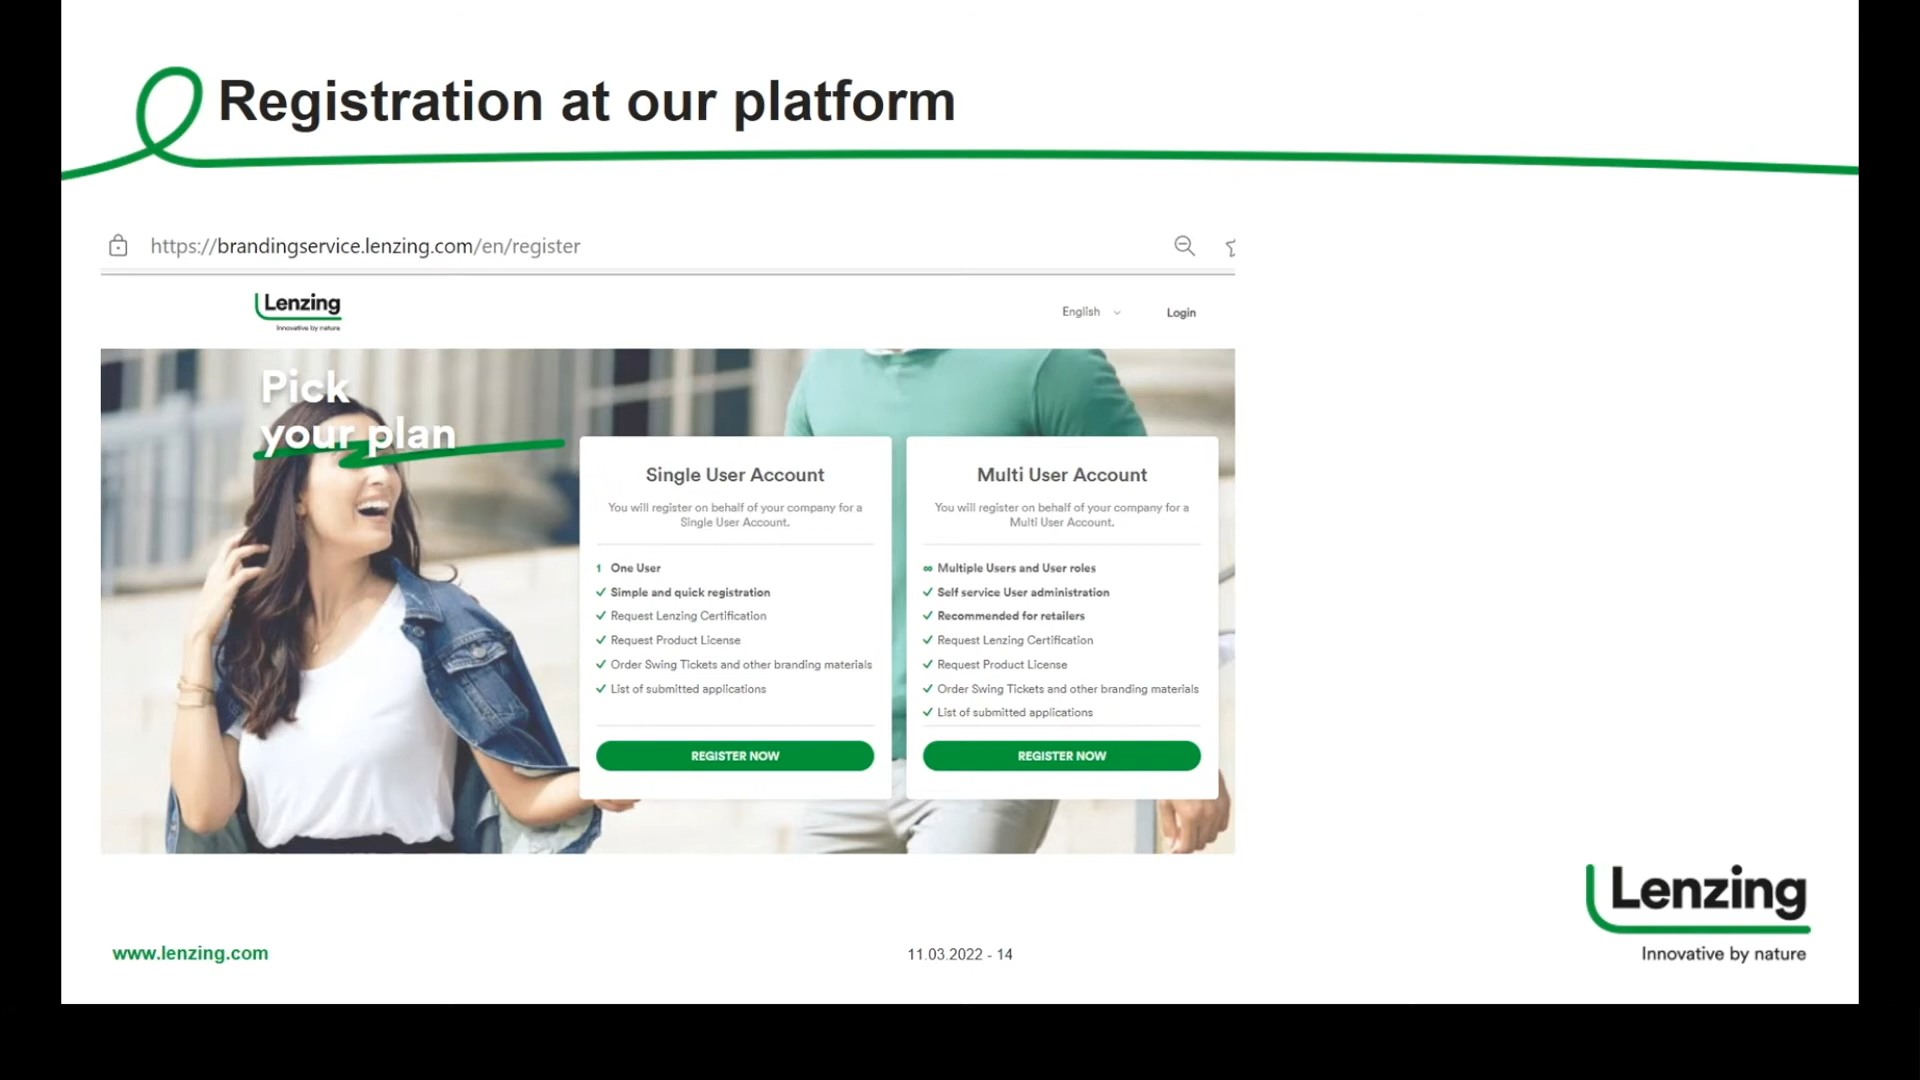 Registration at our platform
https://brandingservice.lenzing.com/en/register
Lenzing
Innovative by nature
English
Login
Pick
your plan
Single User Account
You will register on behalf of your company for a
Single User Account.
1 One User
✓ Simple and quick registration
✓ Request Lenzing Certification
✓ Request Product License
✓ Order Swing Tickets and other branding materials
✓ List of submitted applications
REGISTER NOW
Multi User Account
You will register on behalf of your company for a
Multi User Account.
∞ Multiple Users and User roles
✓ Self service User administration
✓ Recommended for retailers
✓ Request Lenzing Certification
✓ Request Product License
✓ Order Swing Tickets and other branding materials
✓ List of submitted applications
REGISTER NOW
www.lenzing.com
11.03.2022 - 14
Lenzing
Innovative by nature